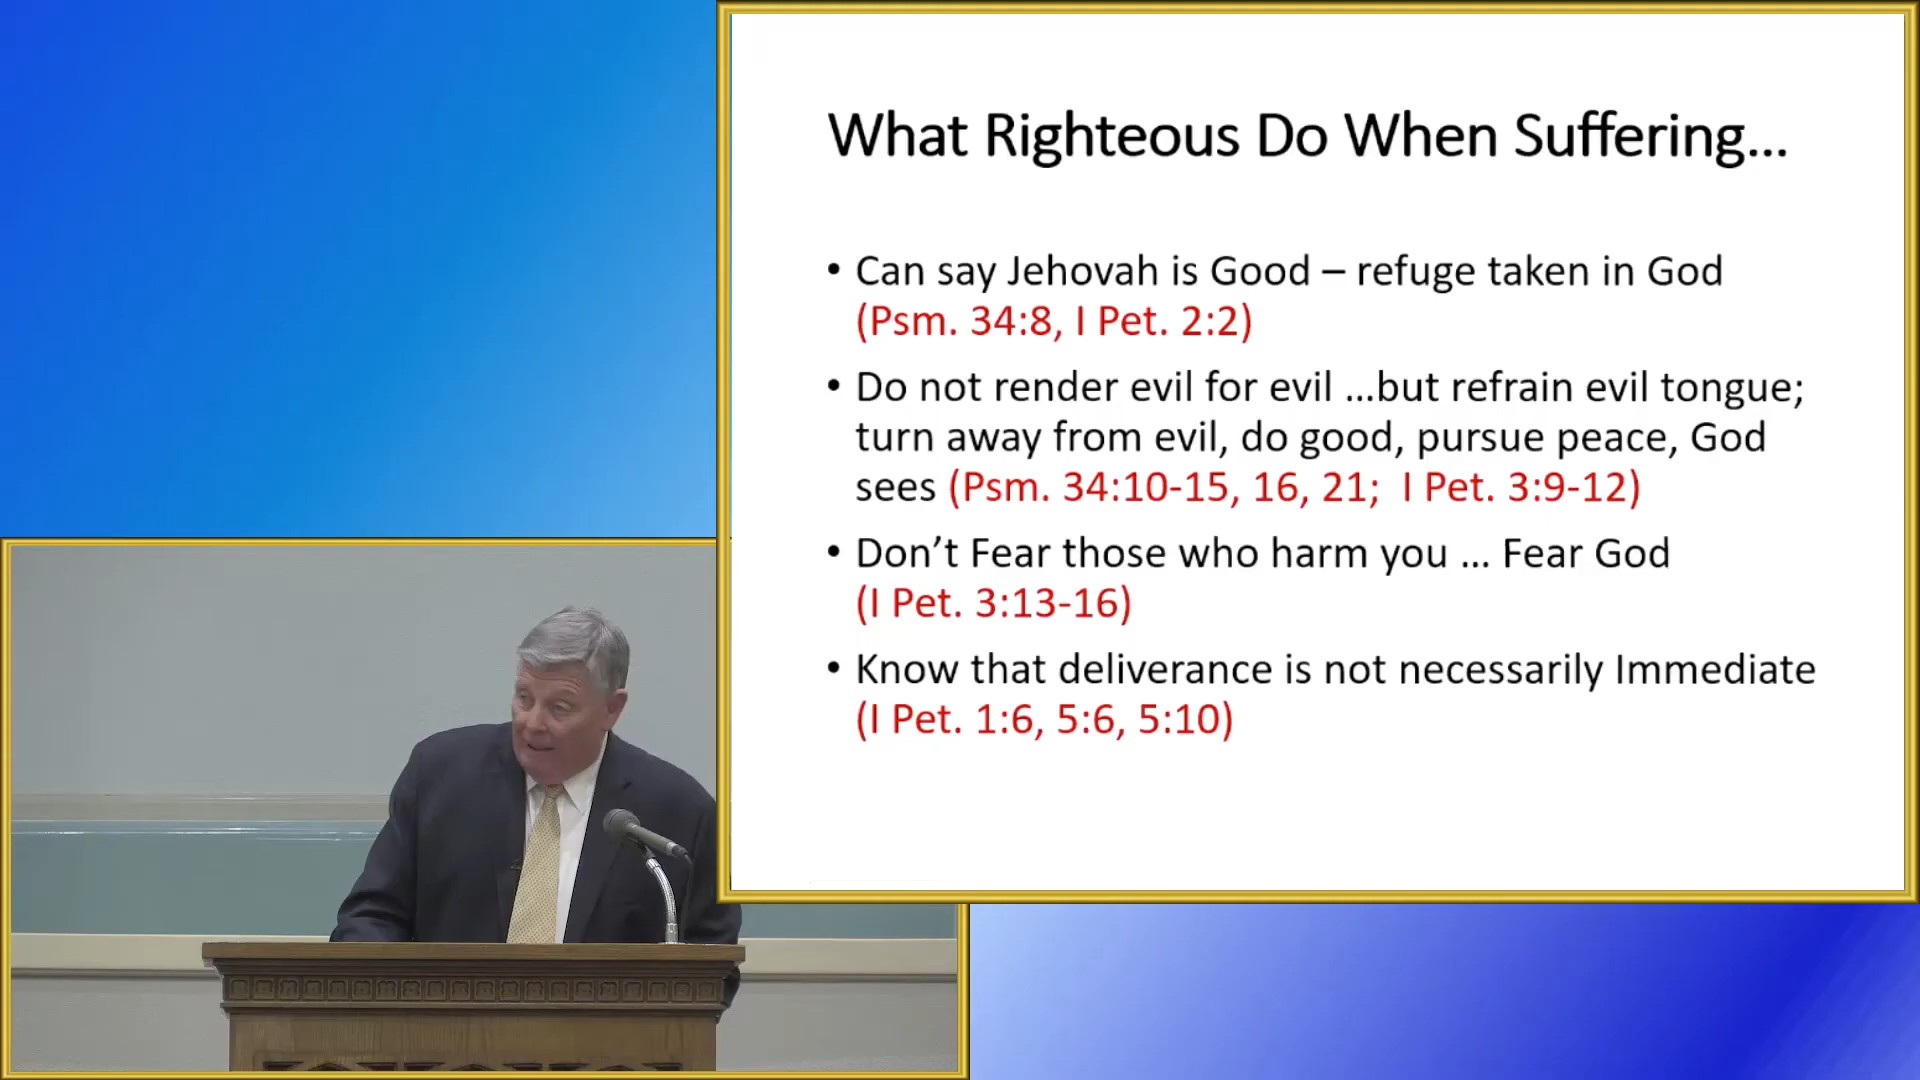 What Righteous Do When Suffering...
• Can say Jehovah is Good – refuge taken in God
(Psm. 34:8, I Pet. 2:2)
• Do not render evil for evil ...but refrain evil tongue;
turn away from evil, do good, pursue peace, God
sees (Psm. 34:10-15, 16, 21;  I Pet. 3:9-12)
• Don’t Fear those who harm you ... Fear God
(I Pet. 3:13-16)
• Know that deliverance is not necessarily Immediate
(I Pet. 1:6, 5:6, 5:10)